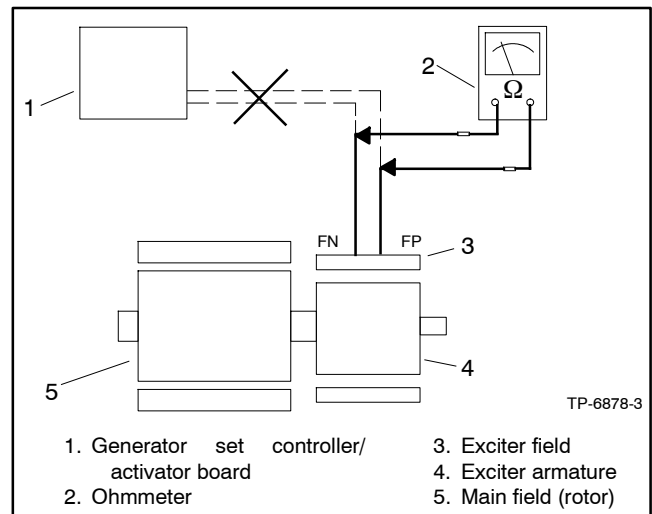 1
2
Ω
FN FP 3
5
4
TP-6878-3
1. Generator set controller/
activator board
2. Ohmmeter
3. Exciter field
4. Exciter armature
5. Main field (rotor)